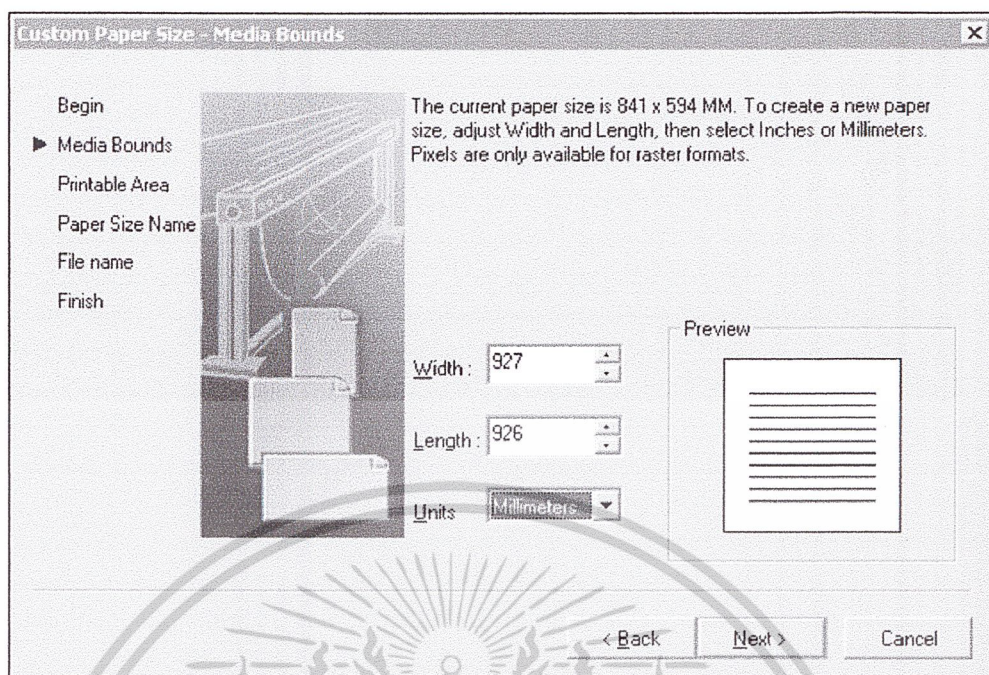 Custom Paper Size - Media Bounds
Begin
Media Bounds
Printable Area
Paper Size Name
File name
Finish
The current paper size is 841 x 594 MM. To create a new paper
size, adjust Width and Length, then select Inches or Millimeters.
Pixels are only available for raster formats.
Width : 927
Length : 926
Units Millimeters
Preview
< Back Next > Cancel